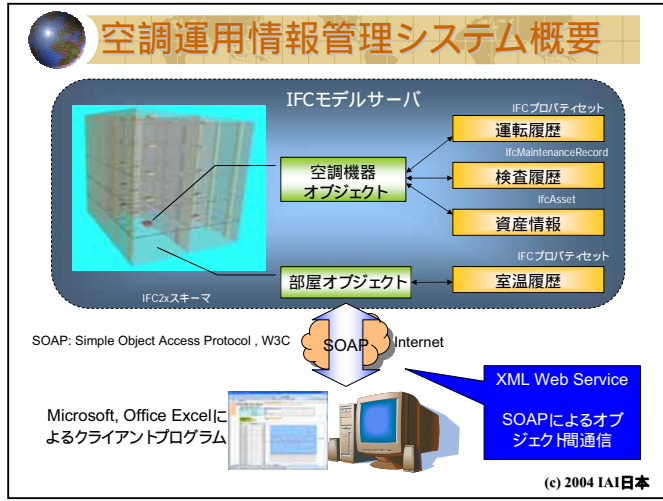 空調運用情報管理システム概要
IFCモデルサーバ
IFCプロパティセット
運転履歴
IfcMaintenanceRecord
空調機器
オブジェクト
検査履歴
IfcAsset
資産情報
IFCプロパティセット
部屋オブジェクト
室温履歴
IFC2xスキーマ
SOAP: Simple Object Access Protocol , W3C
SOAP
Internet
XML Web Service
SOAPによるオブ
ジェクト間通信
Microsoft, Office Excelに
よるクライアントプログラム
(c) 2004 IAI日本